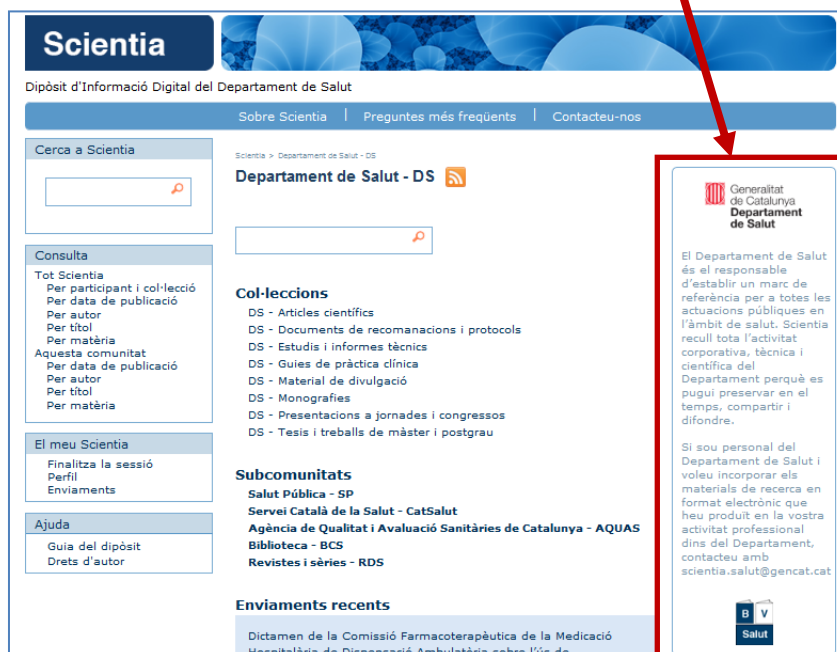 Scientia
Dipòsit d'Informació Digital del Departament de Salut
Sobre Scientia | Preguntes més freqüents | Contacteu-nos
Cerca a Scientia
Consulta
Tot Scientia
Per participant i col·lecció
Per data de publicació
Per autor
Per títol
Per matèria
Aquesta comunitat
Per data de publicació
Per autor
Per títol
Per matèria
El meu Scientia
Finalitza la sessió
Perfil
Enviaments
Ajuda
Guia del dipòsit
Drets d'autor
Scientia > Departament de Salut - DS
Departament de Salut - DS
Col·leccions
DS - Articles científics
DS - Documents de recomanacions i protocols
DS - Estudis i informes tècnics
DS - Guies de pràctica clínica
DS - Material de divulgació
DS - Monografies
DS - Presentacions a jornades i congressos
DS - Tesis i treballs de màster i postgrau
Subcomunitats
Salut Pública - SP
Servei Català de la Salut - CatSalut
Agència de Qualitat i Avaluació Sanitàries de Catalunya - AQUAS
Biblioteca - BCS
Revistes i sèries - RDS
Enviaments recents
Dictamen de la Comissió Farmacoterapèutica de la Medicació
Hospitalària de Dispensació Ambulatòria sobre l'ús de
Generalitat
de Catalunya
Departament
de Salut
El Departament de Salut
és el responsable
d'establir un marc de
referència per a totes les
actuacions públiques en
l'àmbit de salut. Scientia
recull tota l'activitat
corporativa, tècnica i
científica del
Departament perquè es
pugui preservar en el
temps, compartir i
difondre.
Si sou personal del
Departament de Salut i
voleu incorporar els
materials de recerca en
format electrònic que
heu produït en la vostra
activitat professional
dins del Departament,
contacteu amb
scientia.salut@gencat.cat
B V
Salut